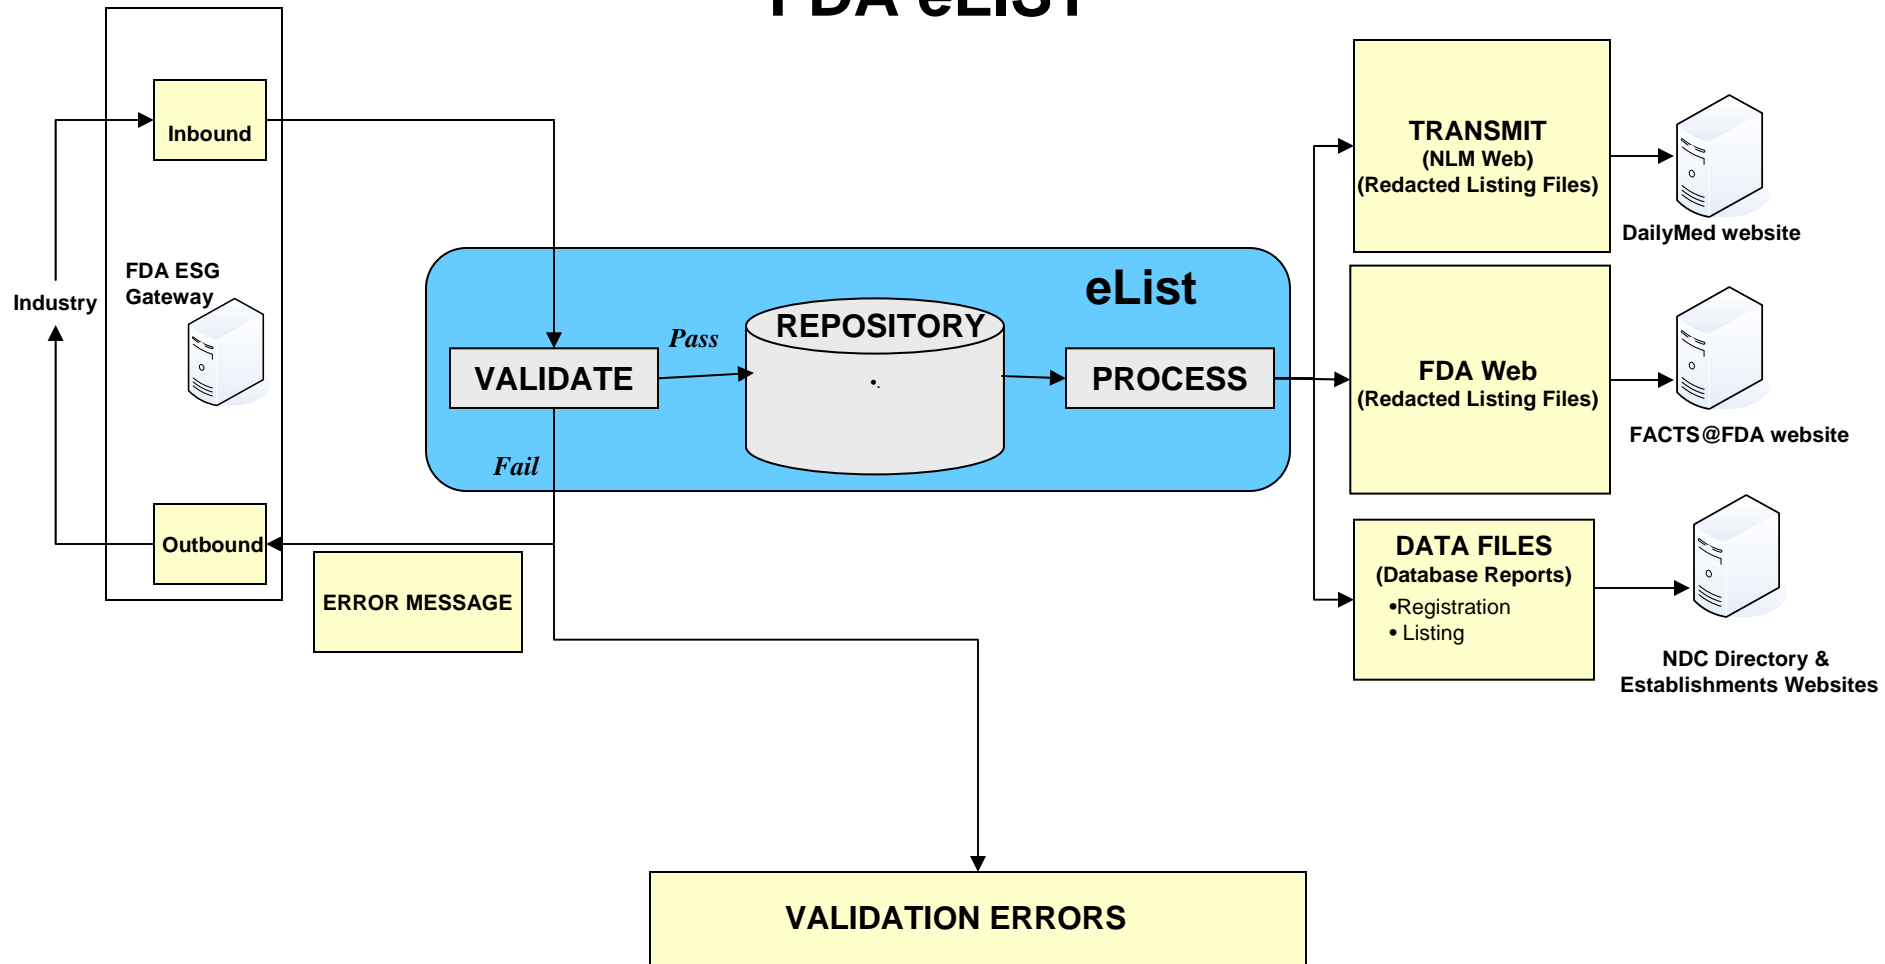 FDA eLIST
Inbound
FDA ESG
Gateway
Industry
Outbound
ERROR MESSAGE
eList
VALIDATE
Pass
Fail
REPOSITORY
PROCESS
TRANSMIT
(NLM Web)
(Redacted Listing Files)
DailyMed website
FDA Web
(Redacted Listing Files)
FACTS@FDA website
DATA FILES
(Database Reports)
•Registration
• Listing
NDC Directory &
Establishments Websites
VALIDATION ERRORS